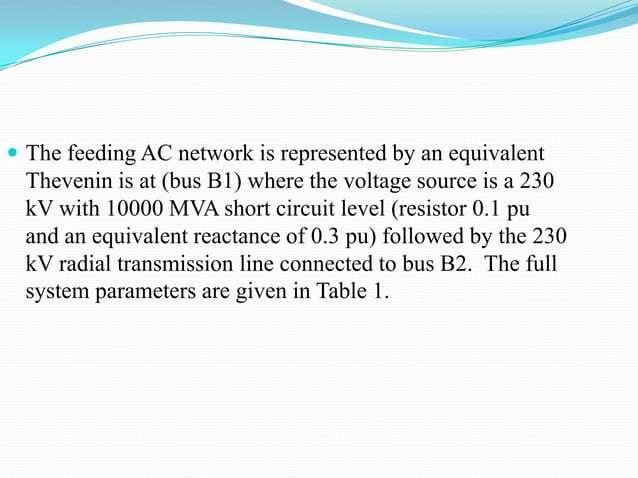 The feeding AC network is represented by an equivalent
Thevenin is at (bus B1) where the voltage source is a 230
kV with 10000 MVA short circuit level (resistor 0.1 pu
and an equivalent reactance of 0.3 pu) followed by the 230
kV radial transmission line connected to bus B2.  The full
system parameters are given in Table 1.